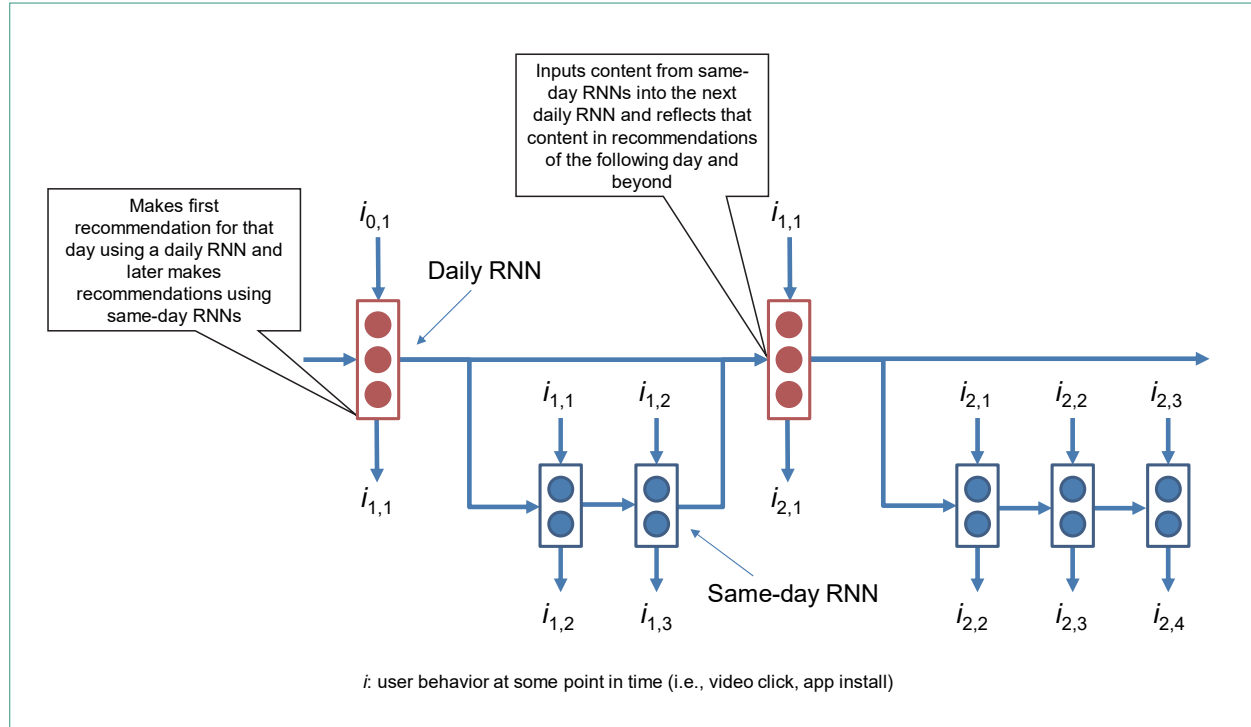 Inputs content from same-
day RNNs into the next
daily RNN and reflects that
content in recommendations
of the following day and
beyond
Makes first
recommendation for that
day using a daily RNN and
later makes
recommendations using
same-day RNNs
i0,1
i1,1
Daily RNN
i1,1
i1,2
i2,1
i2,2
i2,3
i1,1
i2,1
i1,2
i1,3
Same-day RNN
i2,2
i2,3
i2,4
i: user behavior at some point in time (i.e., video click, app install)